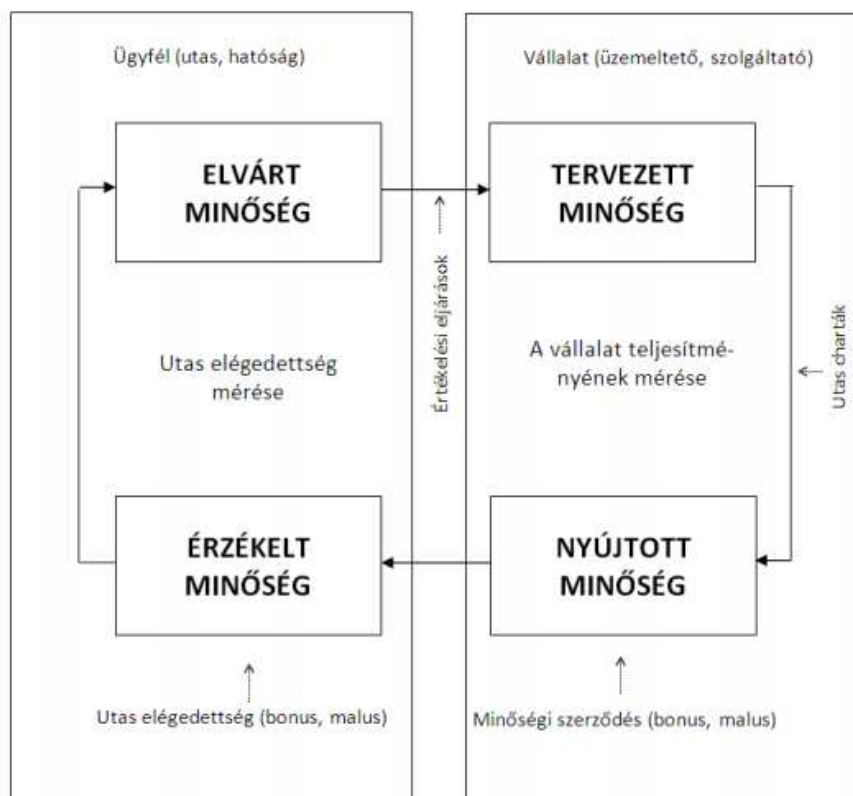 Ügyfél (utas, hatóság)
ELVÁRT
MINŐSÉG
Utas elégedettség
mérése
ÉRZÉKELT
MINŐSÉG
Utas elégedettség (bonus, malus)
Értékelési eljárások
Vállalat (üzemeltető, szolgáltató)
TERVEZETT
MINŐSÉG
A vállalat teljesítmé-
nyének mérése
NYÚJTOTT
MINŐSÉG
Minőségi szerződés (bonus, malus)
Utas charták